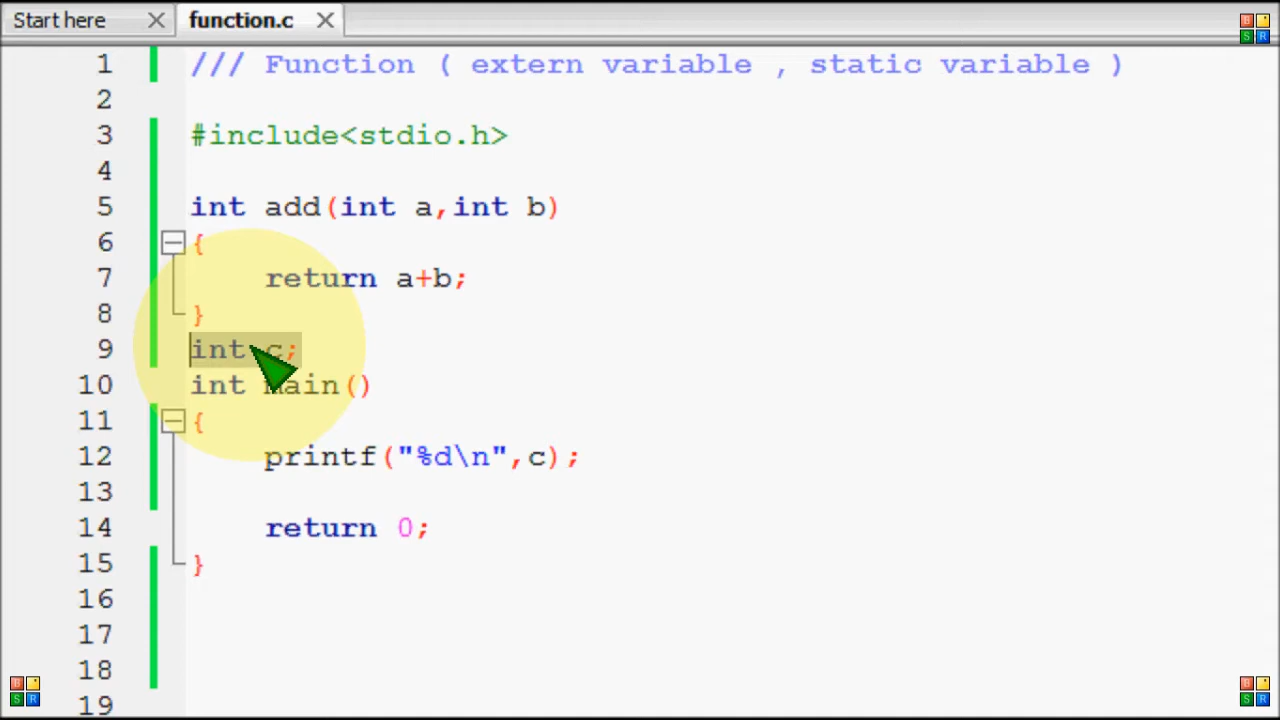 Start here
function.c
1 /// Function ( extern variable , static variable )
2
3 #include<stdio.h>
4
5 int add(int a,int b)
6 {
7 return a+b;
8 }
9 int c;
10 int main()
11 {
12 printf("%d\n",c);
13
14 return 0;
15 }
16
17
18
19
B
S R
B
S R
B
S R